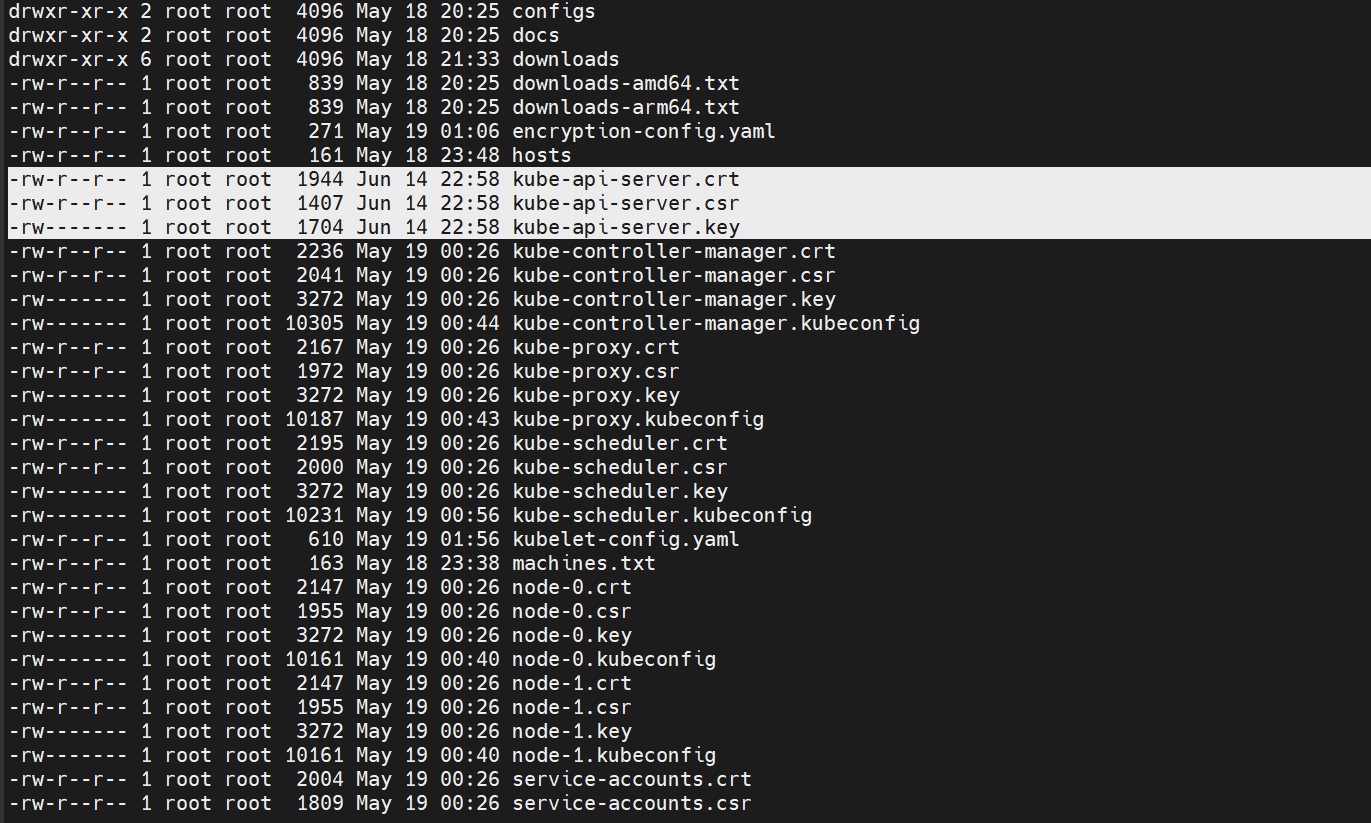 drwxr-xr-x 2 root root  4096 May 18 20:25 configs
drwxr-xr-x 2 root root  4096 May 18 20:25 docs
drwxr-xr-x 6 root root  4096 May 18 21:33 downloads
-rw-r--r-- 1 root root   839 May 18 20:25 downloads-amd64.txt
-rw-r--r-- 1 root root   839 May 18 20:25 downloads-arm64.txt
-rw-r--r-- 1 root root   271 May 19 01:06 encryption-config.yaml
-rw-r--r-- 1 root root   161 May 18 23:48 hosts
-rw-r--r-- 1 root root  1944 Jun 14 22:58 kube-api-server.crt
-rw-r--r-- 1 root root  1407 Jun 14 22:58 kube-api-server.csr
-rw------- 1 root root  1704 Jun 14 22:58 kube-api-server.key
-rw-r--r-- 1 root root  2236 May 19 00:26 kube-controller-manager.crt
-rw-r--r-- 1 root root  2041 May 19 00:26 kube-controller-manager.csr
-rw------- 1 root root  3272 May 19 00:26 kube-controller-manager.key
-rw------- 1 root root 10305 May 19 00:44 kube-controller-manager.kubeconfig
-rw-r--r-- 1 root root  2167 May 19 00:26 kube-proxy.crt
-rw-r--r-- 1 root root  1972 May 19 00:26 kube-proxy.csr
-rw------- 1 root root  3272 May 19 00:26 kube-proxy.key
-rw------- 1 root root 10187 May 19 00:43 kube-proxy.kubeconfig
-rw-r--r-- 1 root root  2195 May 19 00:26 kube-scheduler.crt
-rw-r--r-- 1 root root  2000 May 19 00:26 kube-scheduler.csr
-rw------- 1 root root  3272 May 19 00:26 kube-scheduler.key
-rw------- 1 root root 10231 May 19 00:56 kube-scheduler.kubeconfig
-rw-r--r-- 1 root root   610 May 19 01:56 kubelet-config.yaml
-rw-r--r-- 1 root root   163 May 18 23:38 machines.txt
-rw-r--r-- 1 root root  2147 May 19 00:26 node-0.crt
-rw-r--r-- 1 root root  1955 May 19 00:26 node-0.csr
-rw------- 1 root root  3272 May 19 00:26 node-0.key
-rw------- 1 root root 10161 May 19 00:40 node-0.kubeconfig
-rw-r--r-- 1 root root  2147 May 19 00:26 node-1.crt
-rw-r--r-- 1 root root  1955 May 19 00:26 node-1.csr
-rw------- 1 root root  3272 May 19 00:26 node-1.key
-rw------- 1 root root 10161 May 19 00:40 node-1.kubeconfig
-rw-r--r-- 1 root root  2004 May 19 00:26 service-accounts.crt
-rw-r--r-- 1 root root  1809 May 19 00:26 service-accounts.csr